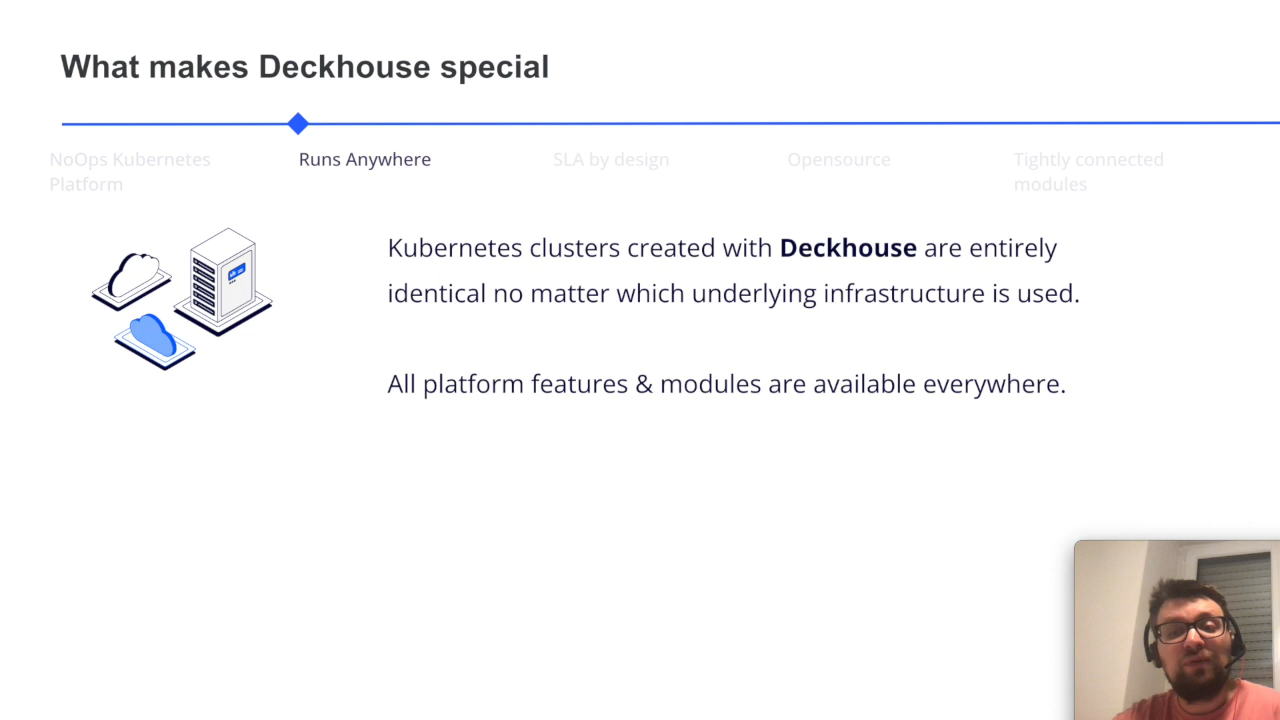 What makes Deckhouse special
NoOps Kubernetes
Platform
Runs Anywhere
SLA by design
Opensource
Tightly connected
modules
Kubernetes clusters created with Deckhouse are entirely
identical no matter which underlying infrastructure is used.
All platform features & modules are available everywhere.